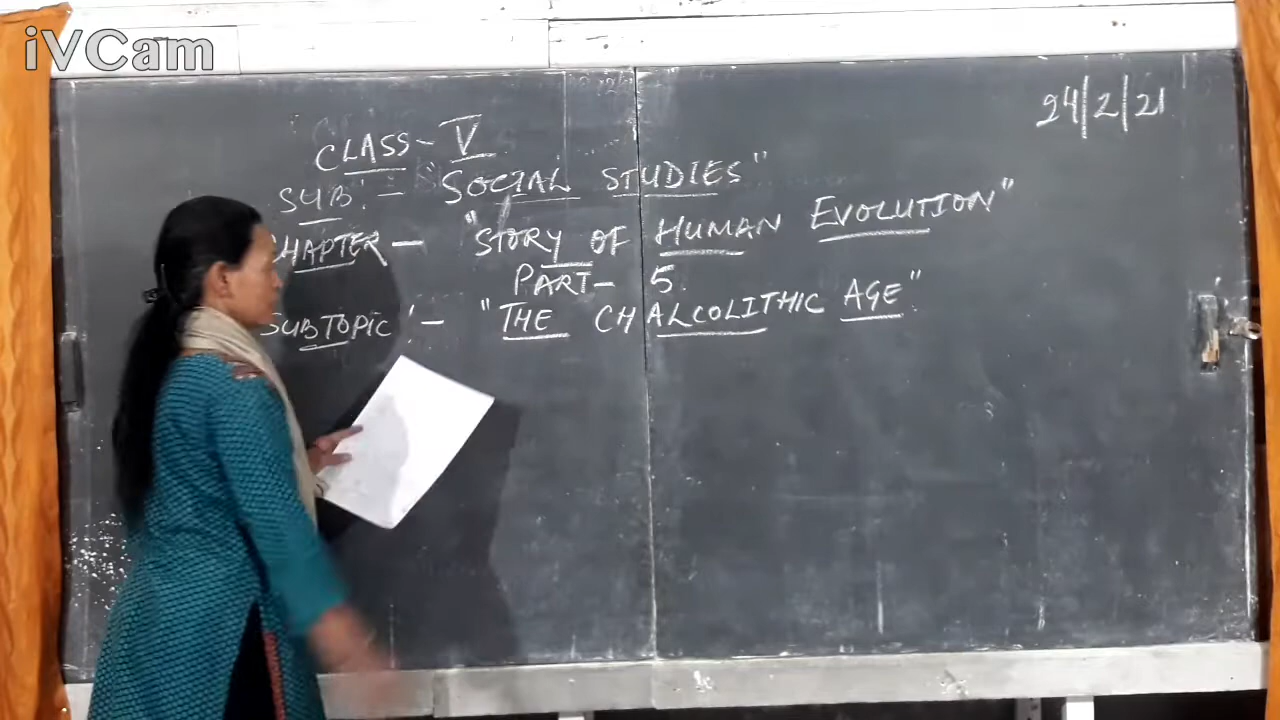 iVCam
24/2/21
CLASS- V
SUB:- "SOCIAL STUDIES"
CHAPTER- "STORY OF HUMAN EVOLUTION"
PART- 5.
SUBTOPIC:- "THE CHALCOLITHIC AGE".